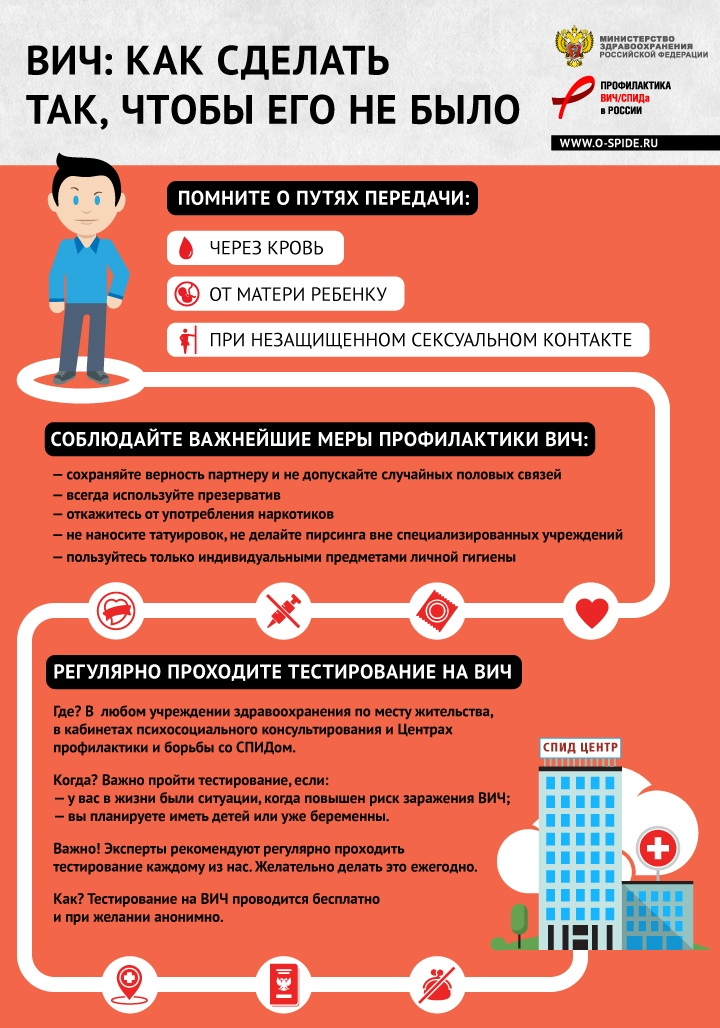 ВИЧ: КАК СДЕЛАТЬ
ТАК, ЧТОБЫ ЕГО НЕ БЫЛО
МИНИСТЕРСТВО
ЗДРАВООХРАНЕНИЯ
РОССИЙСКОЙ ФЕДЕРАЦИИ
ПРОФИЛАКТИКА
ВИЧ/СПИДа
в РОССИИ
WWW.O-SPIDE.RU
ПОМНИТЕ О ПУТЯХ ПЕРЕДАЧИ:
ЧЕРЕЗ КРОВЬ
ОТ МАТЕРИ РЕБЕНКУ
ПРИ НЕЗАЩИЩЕННОМ СЕКСУАЛЬНОМ КОНТАКТЕ
СОБЛЮДАЙТЕ ВАЖНЕЙШИЕ МЕРЫ ПРОФИЛАКТИКИ ВИЧ:
— сохраняйте верность партнеру и не допускайте случайных половых связей
— всегда используйте презерватив
— откажитесь от употребления наркотиков
— не наносите татуировок, не делайте пирсинга вне специализированных учреждений
— пользуйтесь только индивидуальными предметами личной гигиены
РЕГУЛЯРНО ПРОХОДИТЕ ТЕСТИРОВАНИЕ НА ВИЧ
Где? В любом учреждении здравоохранения по месту жительства,
в кабинетах психосоциального консультирования и Центрах
профилактики и борьбы со СПИДом.
Когда? Важно пройти тестирование, если:
— у вас в жизни были ситуации, когда повышен риск заражения ВИЧ;
— вы планируете иметь детей или уже беременны.
Важно! Эксперты рекомендуют регулярно проходить
тестирование каждому из нас. Желательно делать это ежегодно.
Как? Тестирование на ВИЧ проводится бесплатно
и при желании анонимно.
СПИД ЦЕНТР